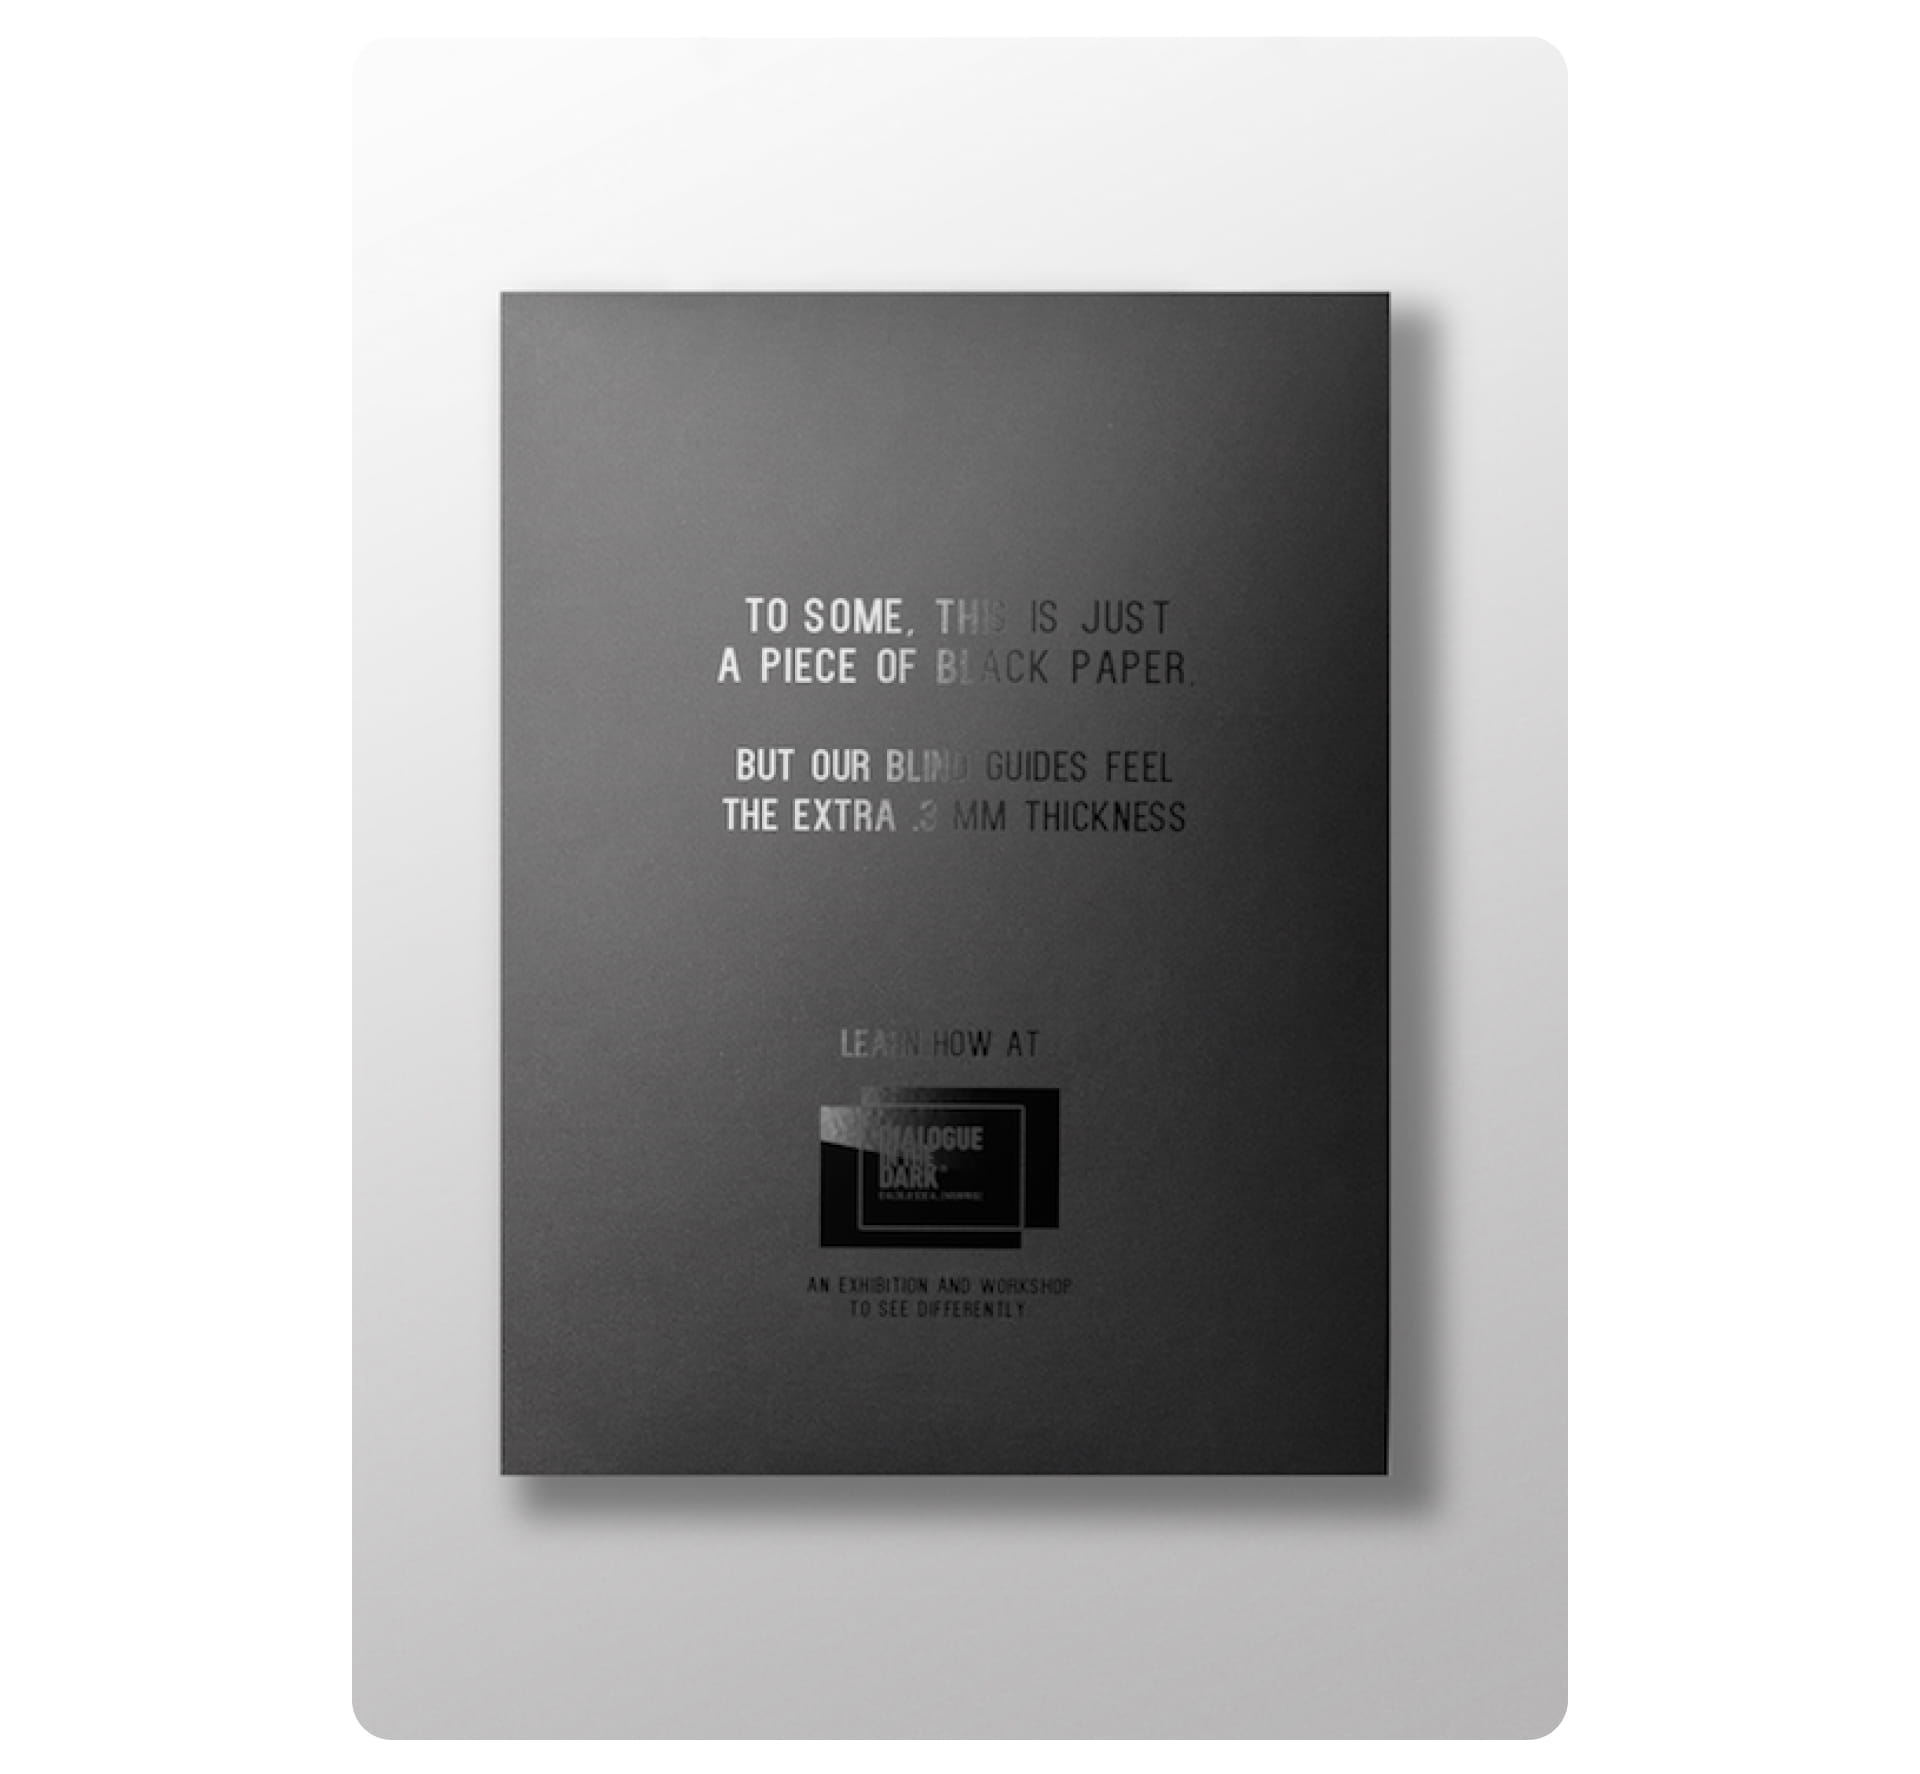 TO SOME, THIS IS JUST
A PIECE OF BLACK PAPER.
BUT OUR BLIND GUIDES FEEL
THE EXTRA .3 MM THICKNESS
LEARN HOW AT
DIALOGUE
IN THE
DARK
AN EXHIBITION AND WORKSHOP
TO SEE DIFFERENTLY